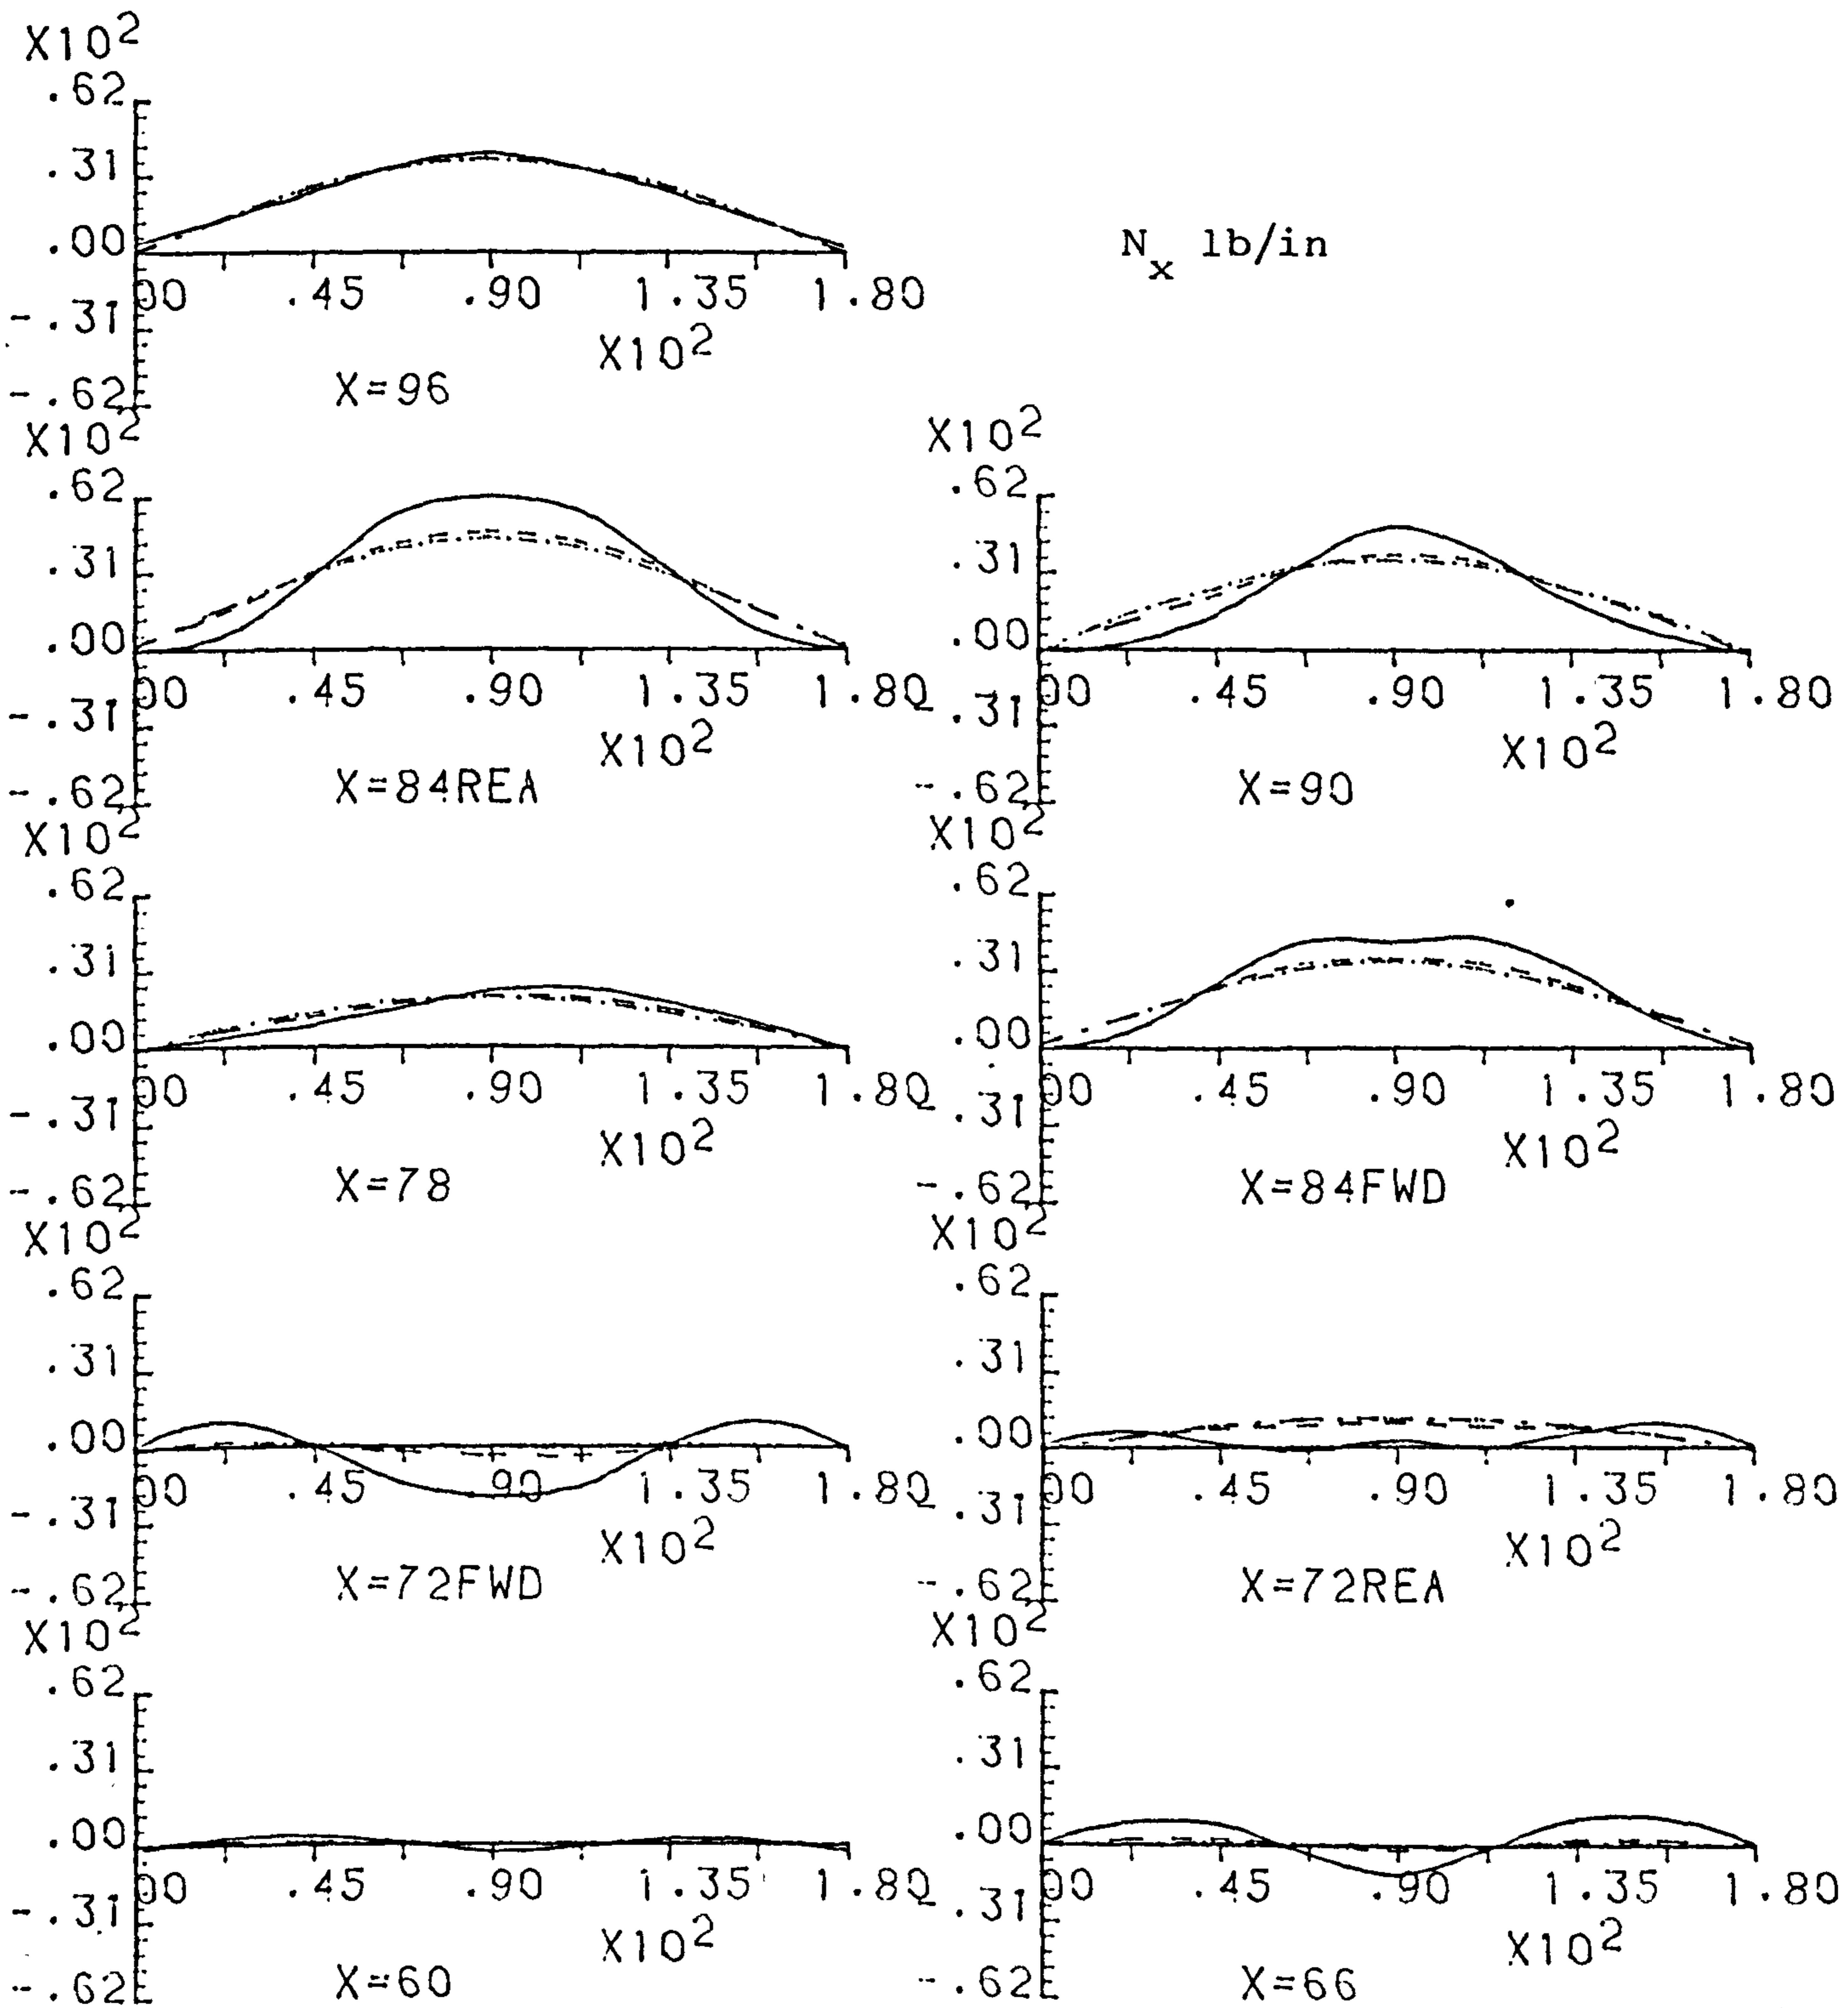 X10²
.62
.31
.00
-.31
-.62
00 .45 .90 1.35 1.80
X10²
X=96
N_x lb/in
X10²
.62
.31
.00
-.31
-.62
00 .45 .90 1.35 1.80
X10²
X=84REA
X10²
.62
.31
.00
-.31
-.62
00 .45 .90 1.35 1.80
X10²
X=90
X10²
.62
.31
.00
-.31
-.62
00 .45 .90 1.35 1.80
X10²
X=78
X10²
.62
.31
.00
-.31
-.62
00 .45 .90 1.35 1.80
X10²
X=84FWD
X10²
.62
.31
.00
-.31
-.62
00 .45 .90 1.35 1.80
X10²
X=72FWD
X10²
.62
.31
.00
-.31
-.62
00 .45 .90 1.35 1.80
X10²
X=72REA
X10²
.62
.31
.00
-.31
-.62
00 .45 .90 1.35 1.80
X10²
X=60
X10²
.62
.31
.00
-.31
-.62
00 .45 .90 1.35 1.80
X10²
X=66